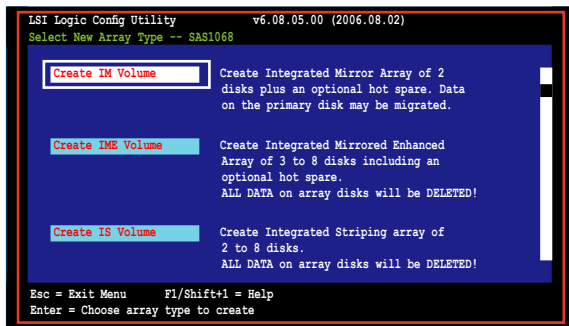 LSI Logic Config Utility v6.08.05.00 (2006.08.02)
Select New Array Type -- SAS1068
Create IM Volume Create Integrated Mirror Array of 2
disks plus an optional hot spare. Data
on the primary disk may be migrated.
Create IME Volume Create Integrated Mirrored Enhanced
Array of 3 to 8 disks including an
optional hot spare.
ALL DATA on array disks will be DELETED!
Create IS Volume Create Integrated Striping array of
2 to 8 disks.
ALL DATA on array disks will be DELETED!
Esc = Exit Menu F1/Shift+1 = Help
Enter = Choose array type to create